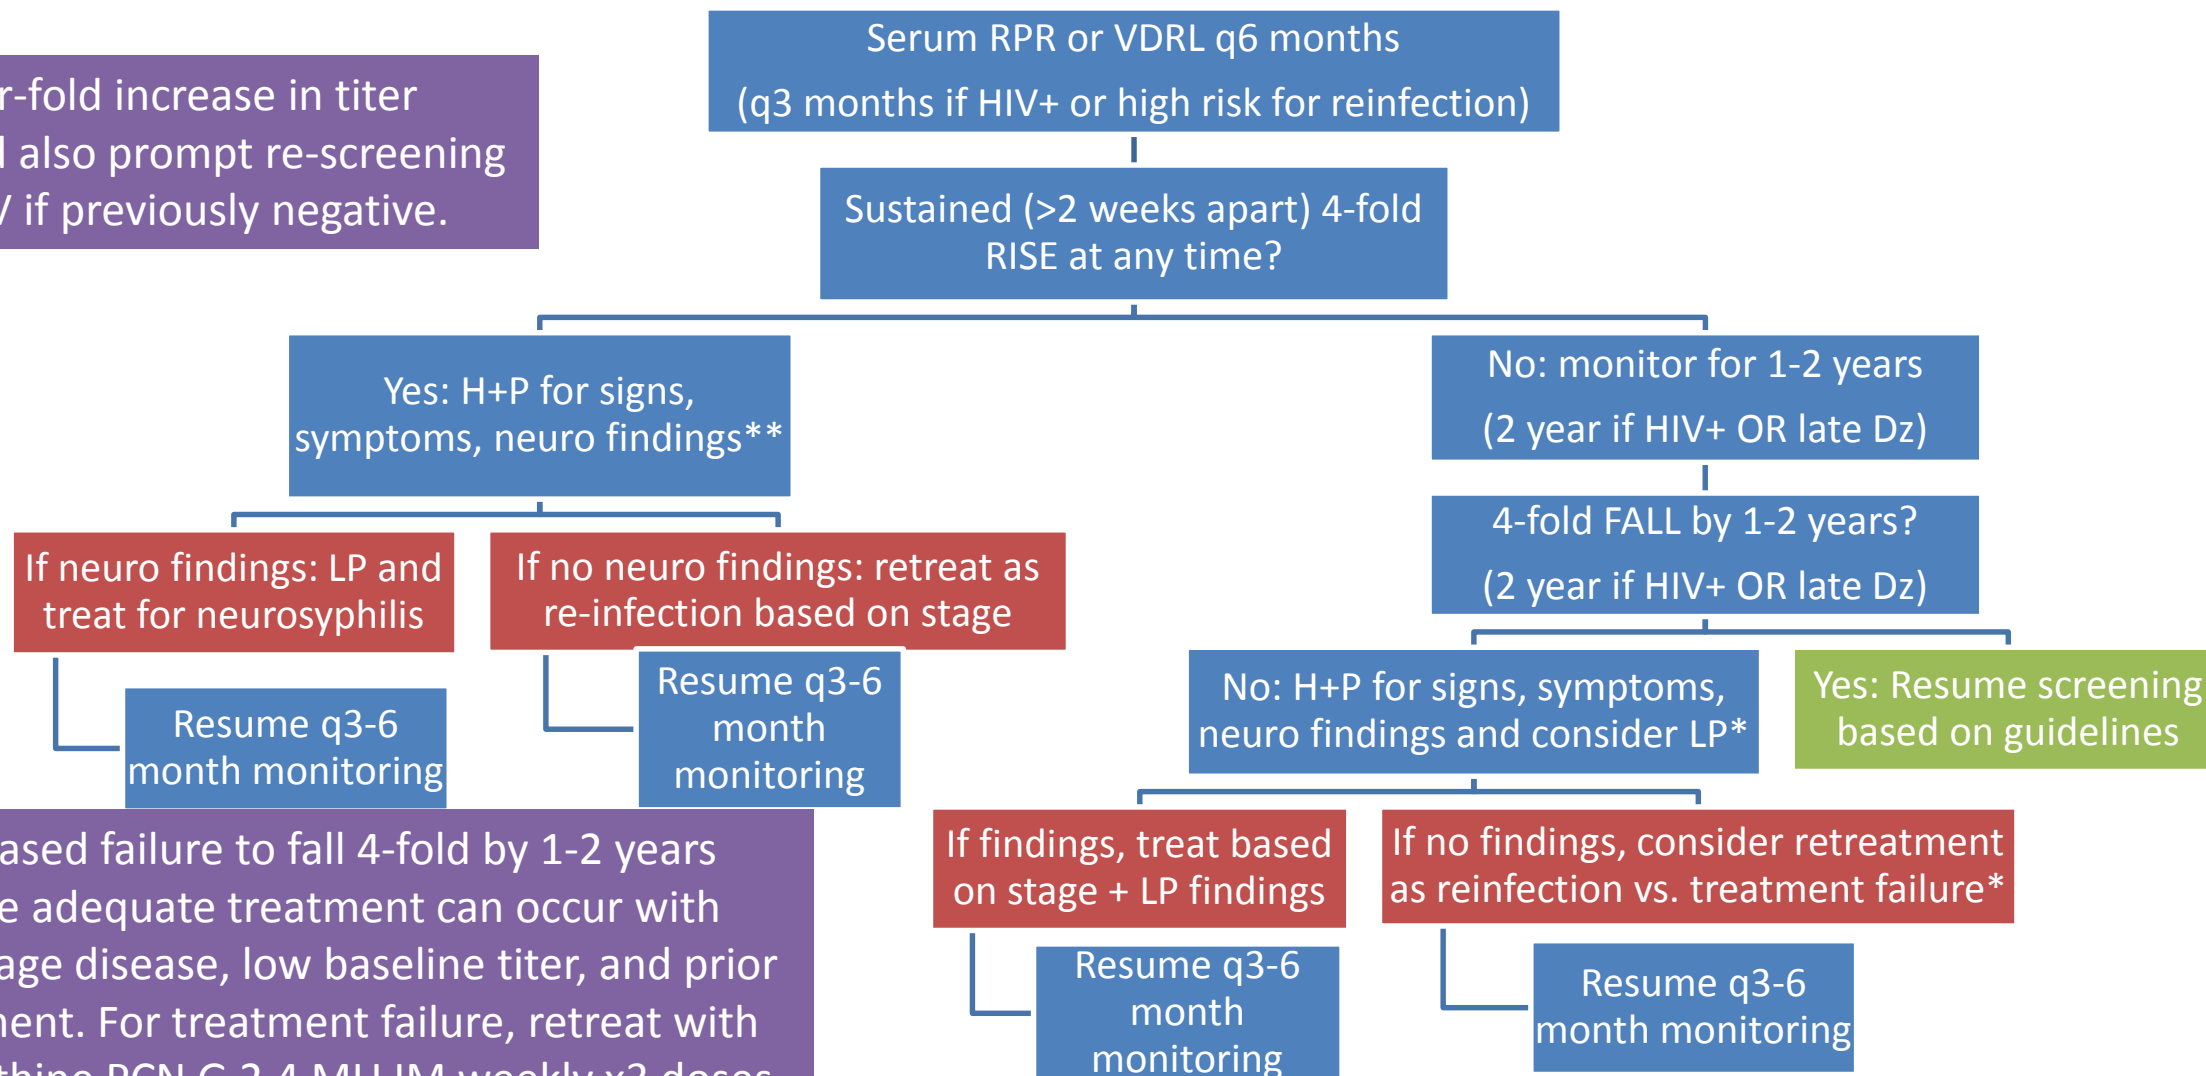 Serum RPR or VDRL q6 months
(q3 months if HIV+ or high risk for reinfection)
-fold increase in titer
also prompt re-screening
if previously negative.
Sustained (>2 weeks apart) 4-fold
RISE at any time?
Yes: H+P for signs,
symptoms, neuro findings**
No: monitor for 1-2 years
(2 year if HIV+ OR late Dz)
If neuro findings: LP and
treat for neurosyphilis
If no neuro findings: retreat as
re-infection based on stage
4-fold FALL by 1-2 years?
(2 year if HIV+ OR late Dz)
Resume q3-6
month monitoring
Resume q3-6
month
monitoring
No: H+P for signs, symptoms,
neuro findings and consider LP*
Yes: Resume screening
based on guidelines
failure to fall 4-fold by 1-2 years
adequate treatment can occur with
disease, low baseline titer, and prior
For treatment failure, retreat with
PCN G 2.4 MU IM weekly x3 doses
If findings, treat based
on stage + LP findings
If no findings, consider retreatment
as reinfection vs. treatment failure*
Resume q3-6
month
monitoring
Resume q3-6
month monitoring